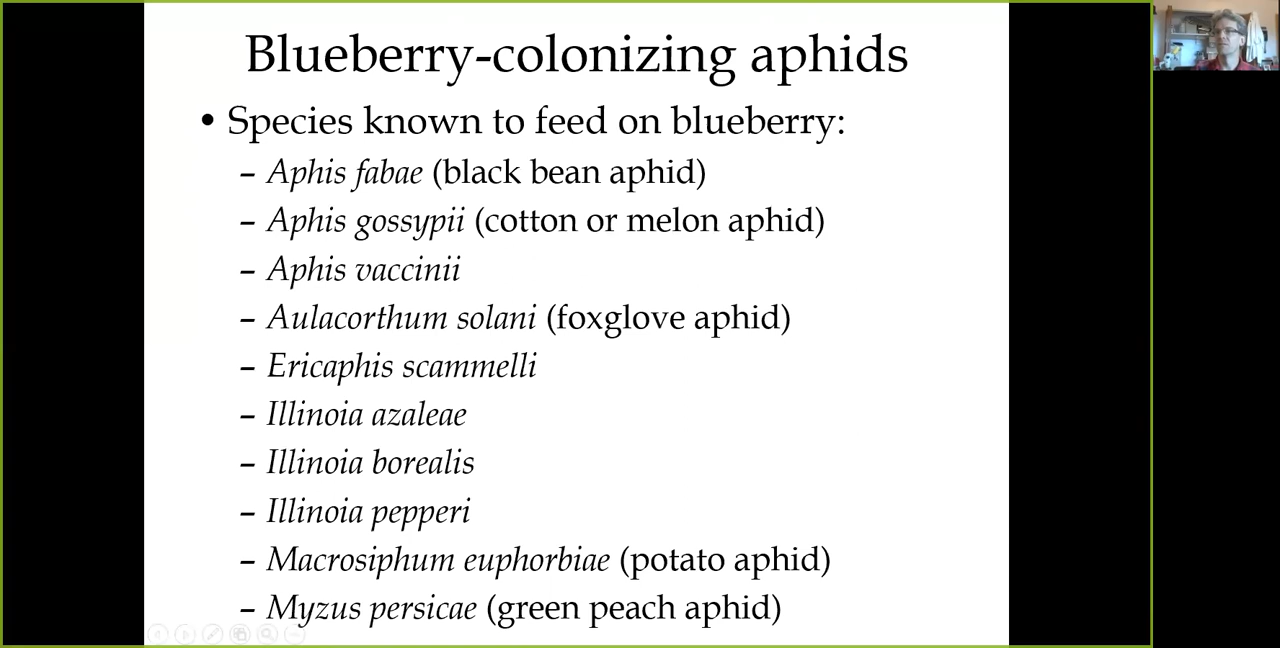 Blueberry-colonizing aphids
• Species known to feed on blueberry:
– Aphis fabae (black bean aphid)
– Aphis gossypii (cotton or melon aphid)
– Aphis vaccinii
– Aulacorthum solani (foxglove aphid)
– Ericaphis scammelli
– Illinoia azaleae
– Illinoia borealis
– Illinoia pepperi
– Macrosiphum euphorbiae (potato aphid)
– Myzus persicae (green peach aphid)